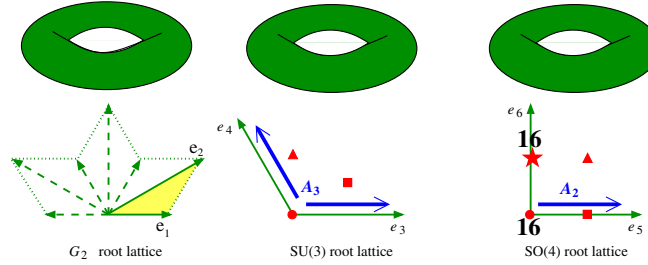 e₆
16
e₄
e₂
A₃
A₂
e₁
e₃
16
e₅
G₂ root lattice
SU(3) root lattice
SO(4) root lattice